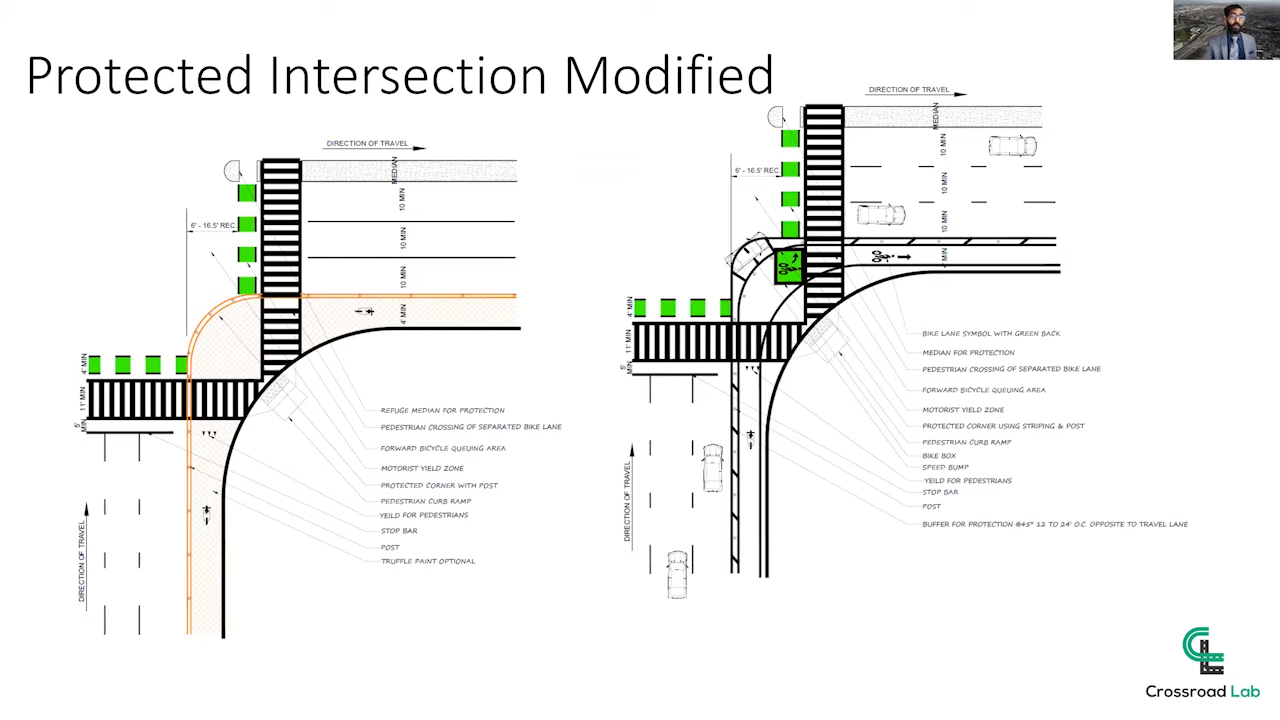 Protected Intersection Modified
DIRECTION OF TRAVEL
MEDIAN
10 MIN
6' - 16.5' REC.
10 MIN
10 MIN
4' MIN
4' MIN
11' MIN
5' MIN
DIRECTION OF TRAVEL
REFUGE MEDIAN FOR PROTECTION
PEDESTRIAN CROSSING OF SEPARATED BIKE LANE
FORWARD BICYCLE QUEUING AREA
MOTORIST YIELD ZONE
PROTECTED CORNER WITH POST
PEDESTRIAN CURB RAMP
YEILD FOR PEDESTRIANS
STOP BAR
POST
TRUFFLE PAINT OPTIONAL
DIRECTION OF TRAVEL
MEDIAN
10 MIN
6' - 16.5' REC.
10 MIN
10 MIN
4' MIN
4' MIN
11' MIN
5' MIN
DIRECTION OF TRAVEL
BIKE LANE SYMBOL WITH GREEN BACK
MEDIAN FOR PROTECTION
PEDESTRIAN CROSSING OF SEPARATED BIKE LANE
FORWARD BICYCLE QUEUING AREA
MOTORIST YIELD ZONE
PROTECTED CORNER USING STRIPING & POST
PEDESTRIAN CURB RAMP
BIKE BOX
SPEED BUMP
YEILD FOR PEDESTRIANS
STOP BAR
POST
BUFFER FOR PROTECTION @45° 12 TO 24' O.C. OPPOSITE TO TRAVEL LANE
Crossroad Lab